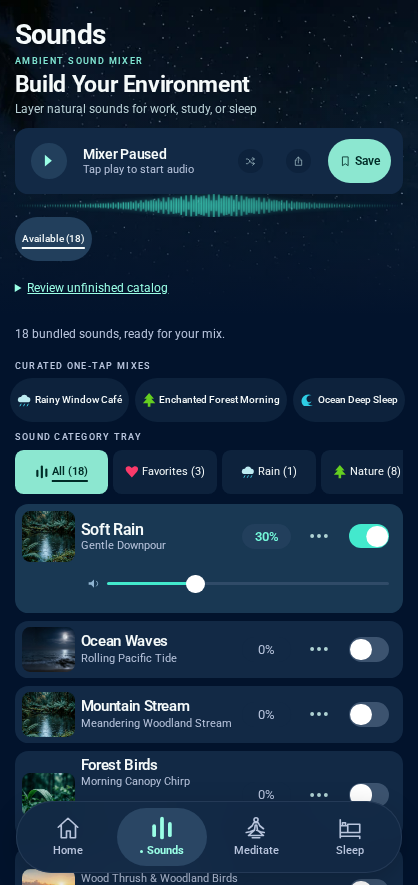 Sounds
AMBIENT SOUND MIXER
Build Your Environment
Layer natural sounds for work, study, or sleep
Mixer Paused
Tap play to start audio
Save
Available (18)
Review unfinished catalog
18 bundled sounds, ready for your mix.
CURATED ONE-TAP MIXES
Rainy Window Café
Enchanted Forest Morning
Ocean Deep Sleep
SOUND CATEGORY TRAY
All (18)
Favorites (3)
Rain (1)
Nature (8)
Soft Rain
Gentle Downpour
30%
Ocean Waves
Rolling Pacific Tide
0%
Mountain Stream
Meandering Woodland Stream
0%
Forest Birds
Morning Canopy Chirp
0%
Home
• Sounds
Meditate
Sleep
Wood Thrush & Woodland Birds